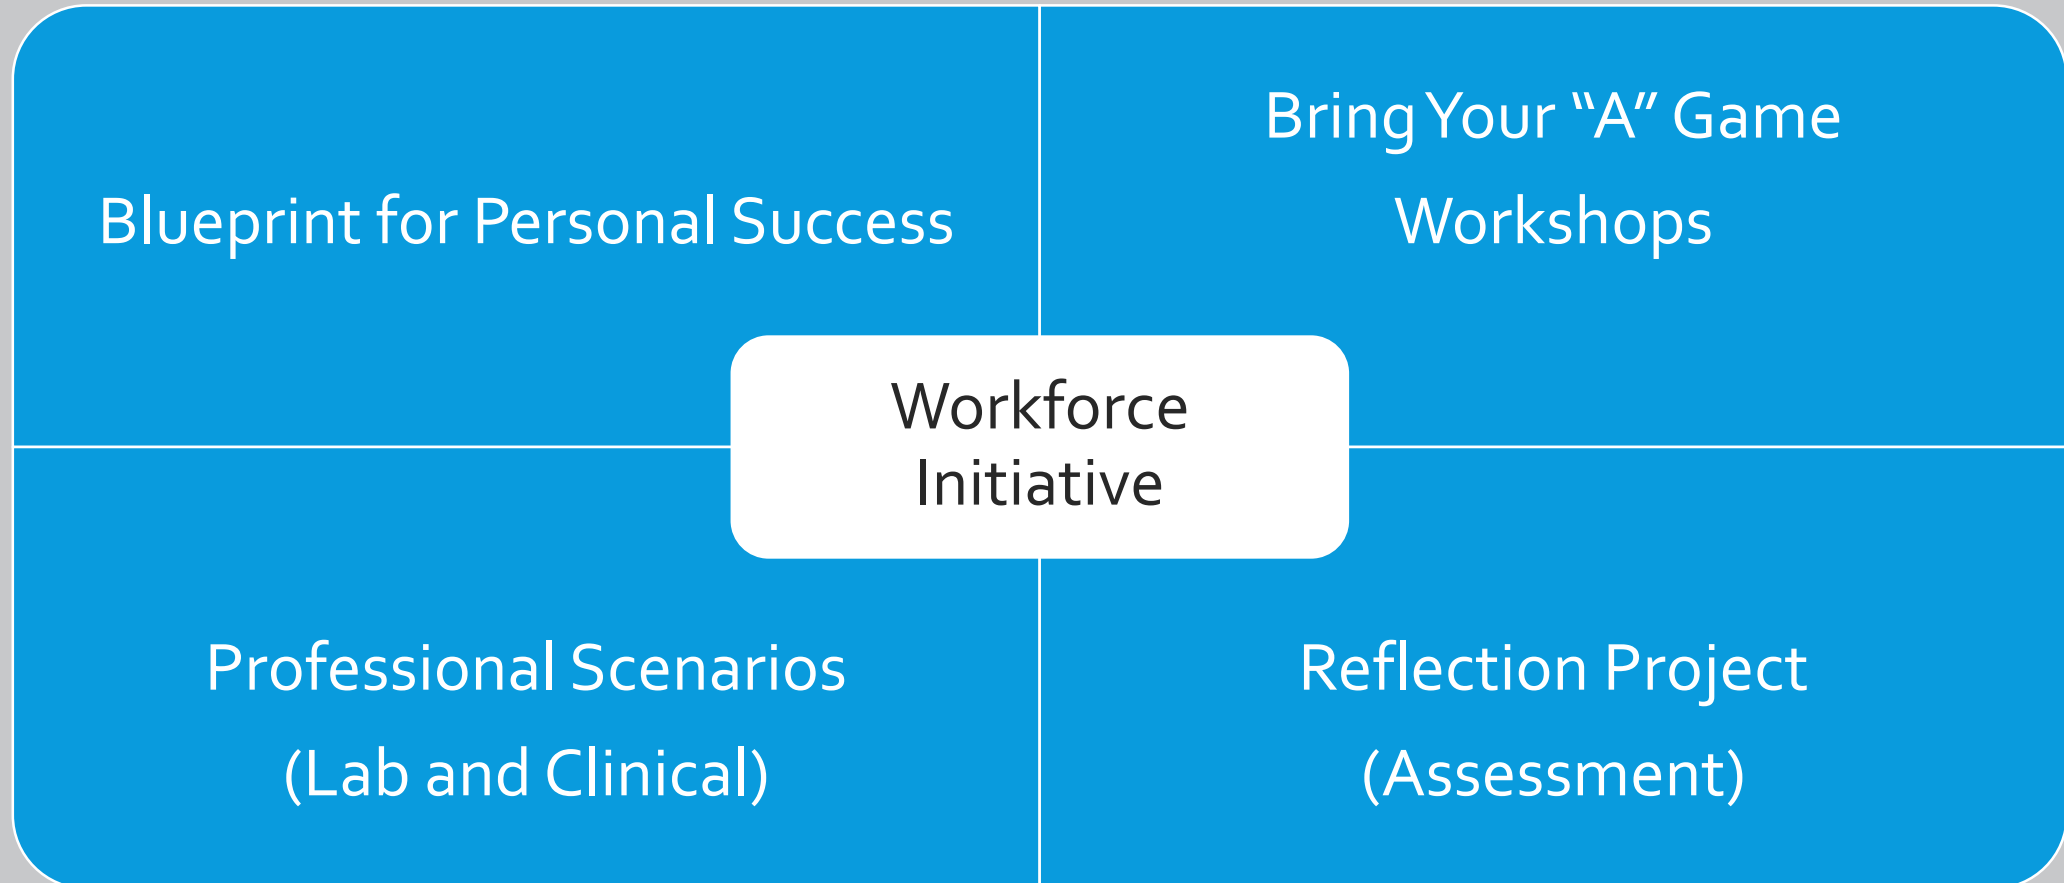 Blueprint for Personal Success
Bring Your “A” Game
Workshops
Workforce
Initiative
Professional Scenarios
(Lab and Clinical)
Reflection Project
(Assessment)